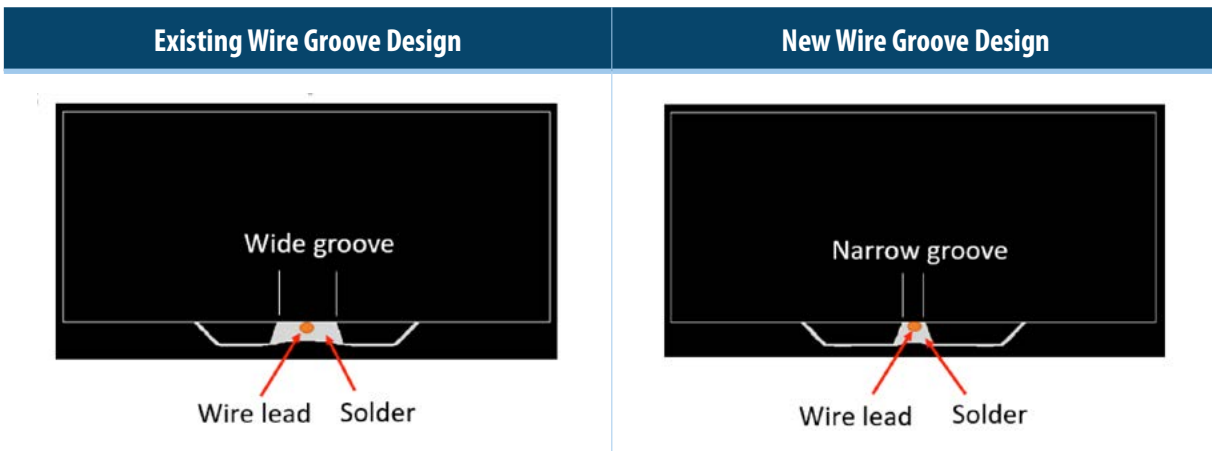 Existing Wire Groove Design
New Wire Groove Design
Wide groove
Wire lead
Solder
Narrow groove
Wire lead
Solder